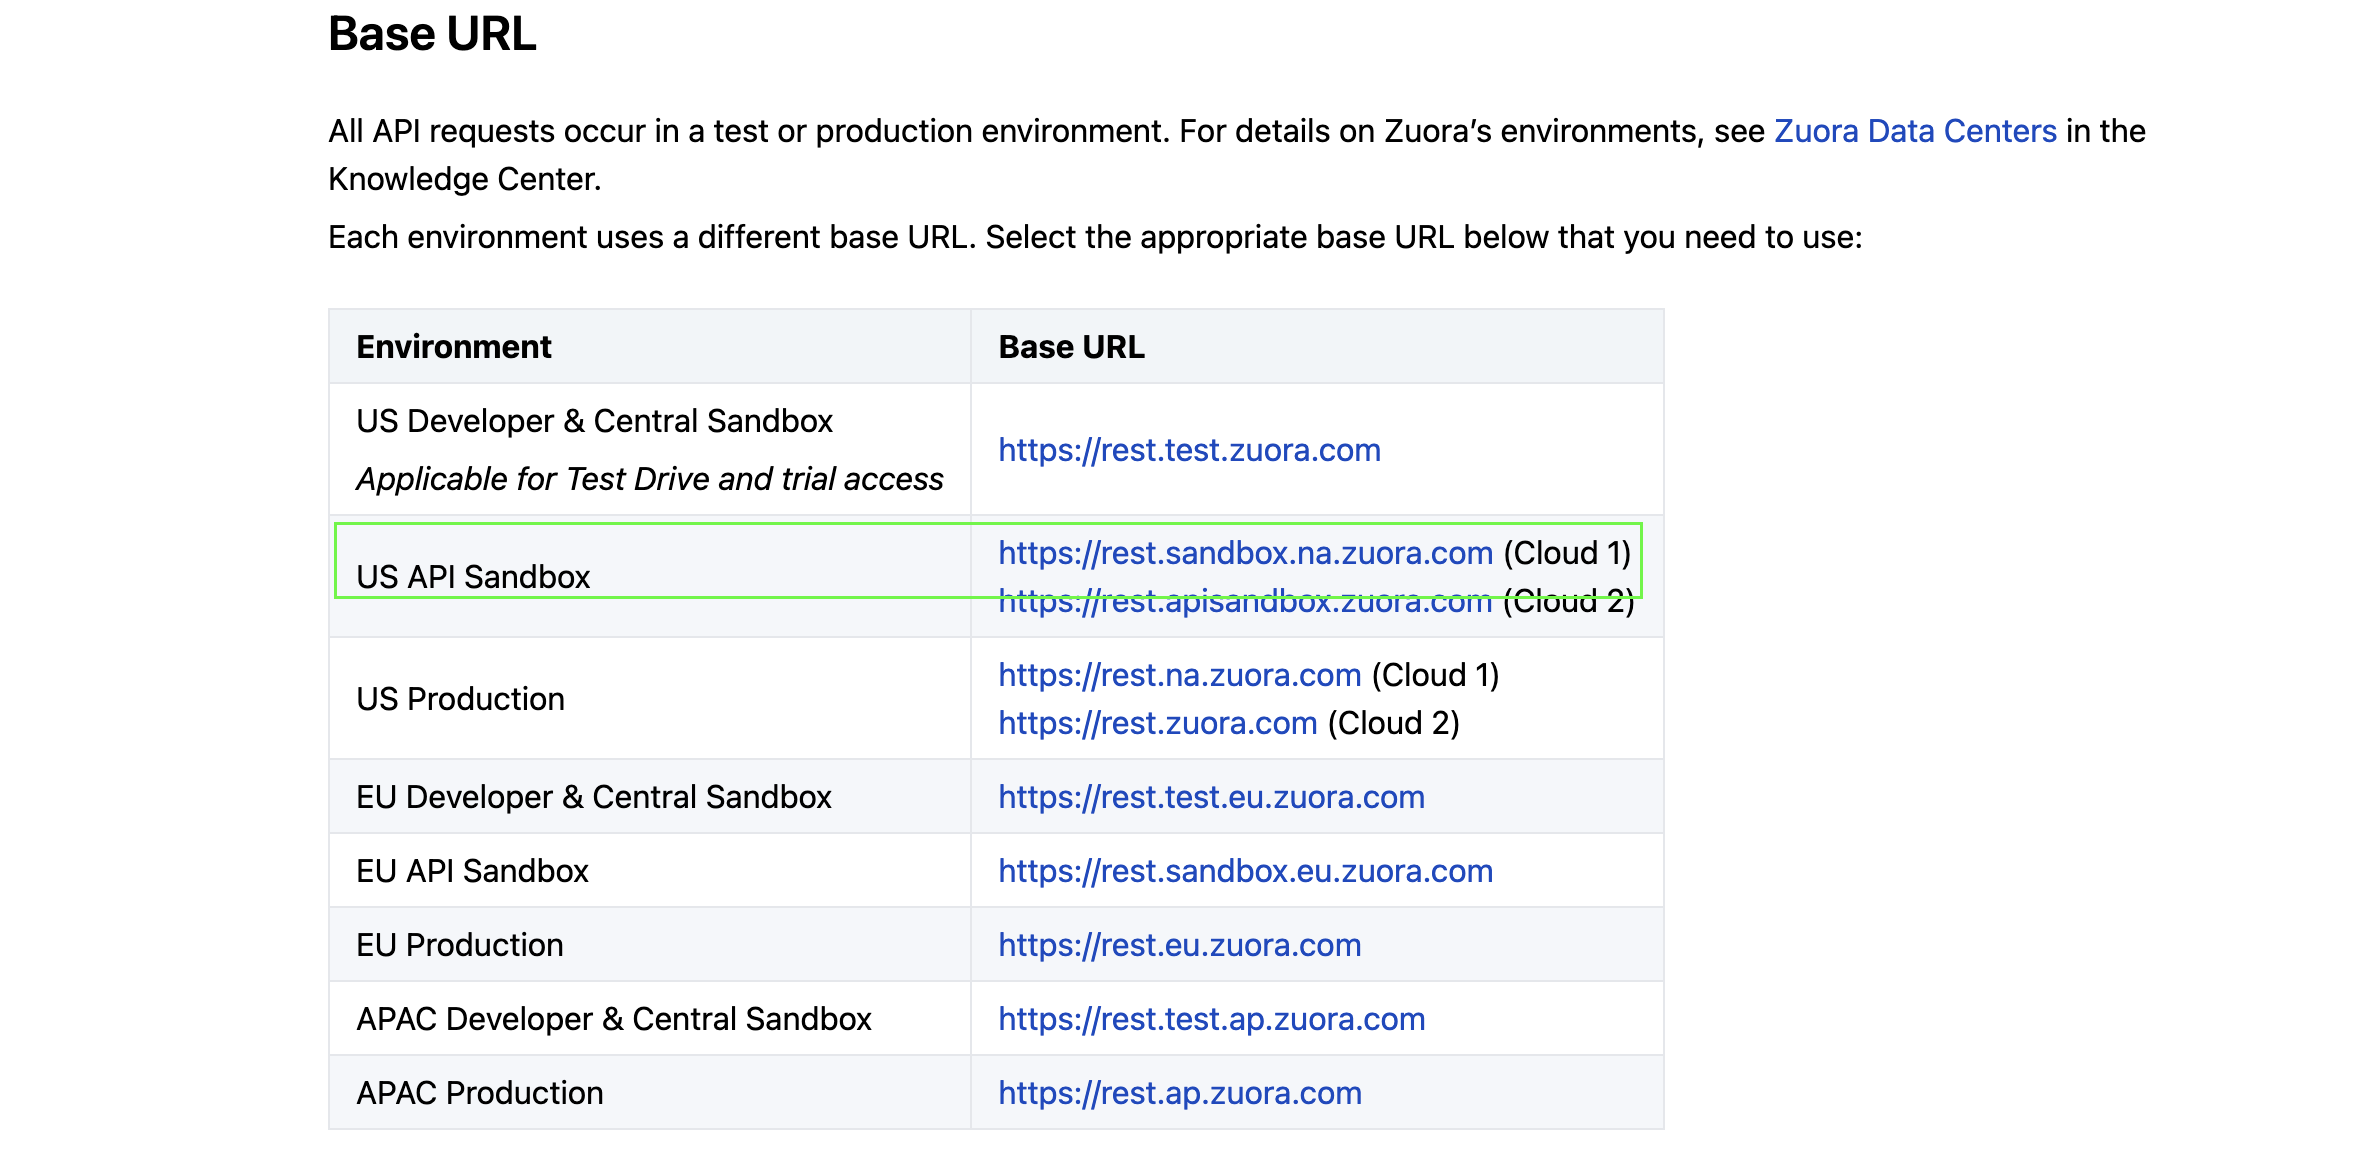 Base URL
All API requests occur in a test or production environment. For details on Zuora’s environments, see Zuora Data Centers in the
Knowledge Center.
Each environment uses a different base URL. Select the appropriate base URL below that you need to use:
Environment Base URL
US Developer & Central Sandbox
Applicable for Test Drive and trial access
https://rest.test.zuora.com
US API Sandbox
https://rest.sandbox.na.zuora.com (Cloud 1)
https://rest.apisandbox.zuora.com (Cloud 2)
US Production
https://rest.na.zuora.com (Cloud 1)
https://rest.zuora.com (Cloud 2)
EU Developer & Central Sandbox https://rest.test.eu.zuora.com
EU API Sandbox https://rest.sandbox.eu.zuora.com
EU Production https://rest.eu.zuora.com
APAC Developer & Central Sandbox https://rest.test.ap.zuora.com
APAC Production https://rest.ap.zuora.com